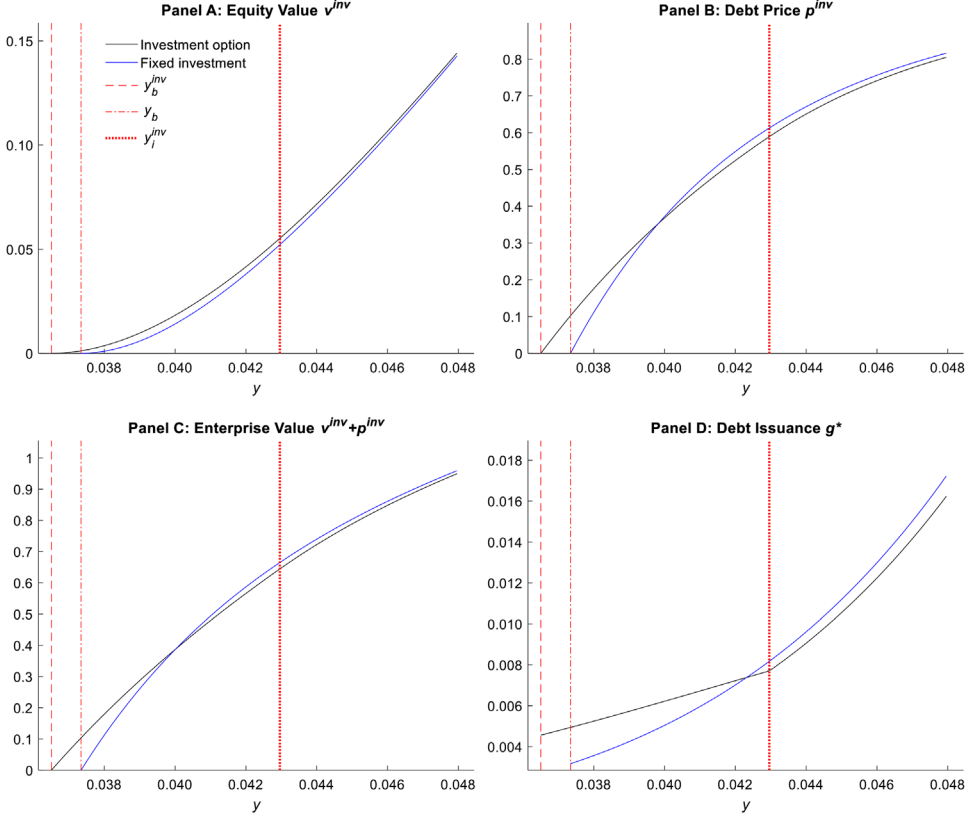 Panel A: Equity Value v^inv
0.15
0.10
0.05
0
Investment option
Fixed investment
y_b^inv
y_b
y_i^inv
0.038 0.040 0.042 0.044 0.046 0.048
y
Panel B: Debt Price p^inv
0.8
0.7
0.6
0.5
0.4
0.3
0.2
0.1
0
0.038 0.040 0.042 0.044 0.046 0.048
y
Panel C: Enterprise Value v^inv+p^inv
1
0.9
0.8
0.7
0.6
0.5
0.4
0.3
0.2
0.1
0
0.038 0.040 0.042 0.044 0.046 0.048
y
Panel D: Debt Issuance g*
0.018
0.016
0.014
0.012
0.010
0.008
0.006
0.004
0.038 0.040 0.042 0.044 0.046 0.048
y